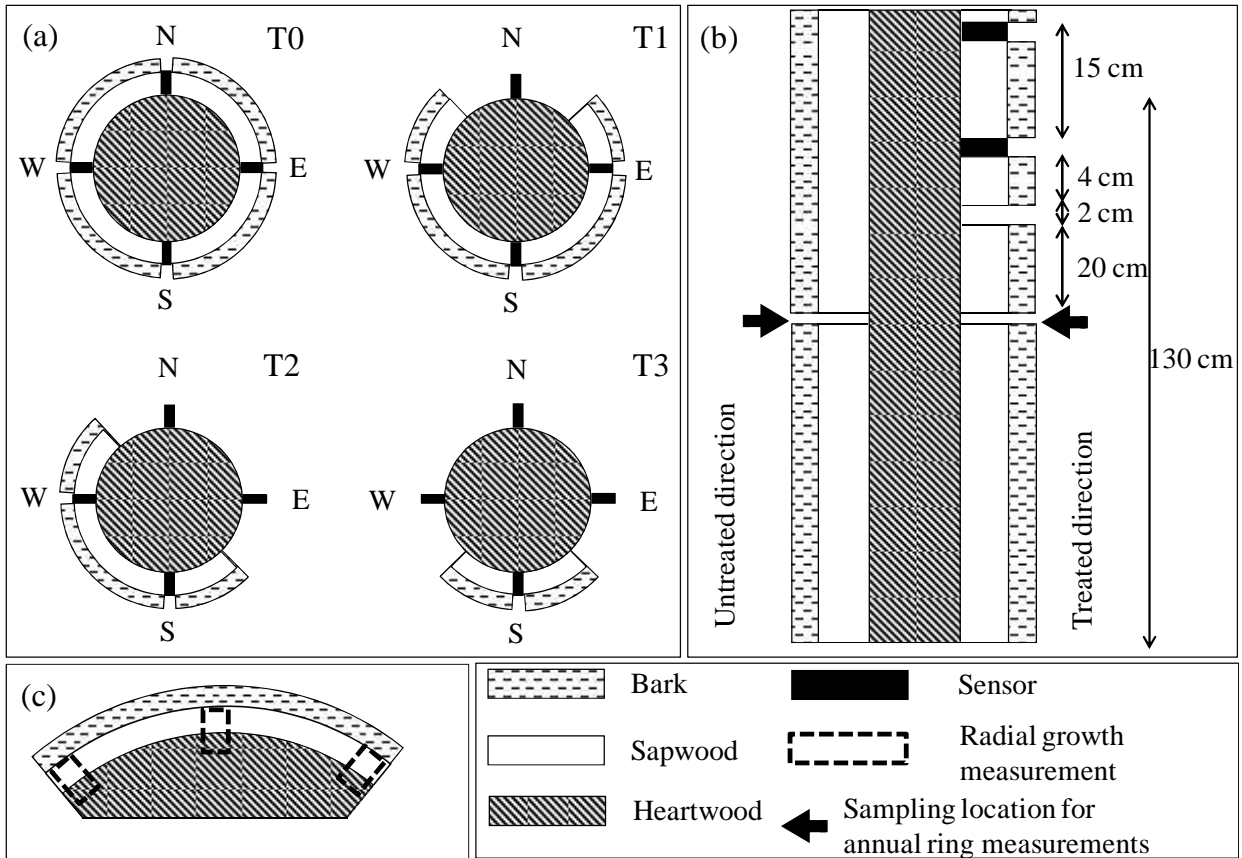 (a)
T0
N
W
E
S
T1
N
W
E
S
T2
N
W
E
S
T3
N
W
E
S
(b)
15 cm
4 cm
2 cm
20 cm
130 cm
Untreated direction
Treated direction
(c)
Bark
Sensor
Sapwood
Radial growth
measurement
Heartwood
Sampling location for
annual ring measurements